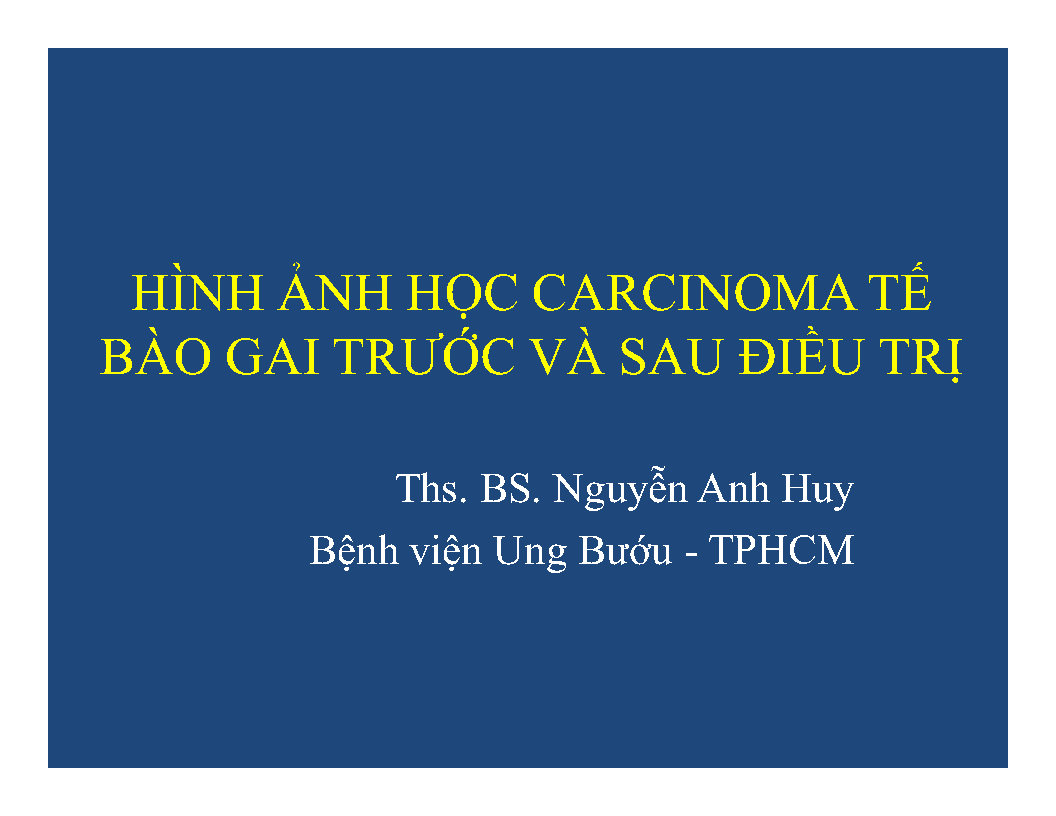 HÌNH ẢNH HỌC CARCINOMA TẾ
BÀO GAI TRƯỚC VÀ SAU ĐIỀU TRỊ
Ths. BS. Nguyễn Anh Huy
Bệnh viện Ung Bướu - TPHCM